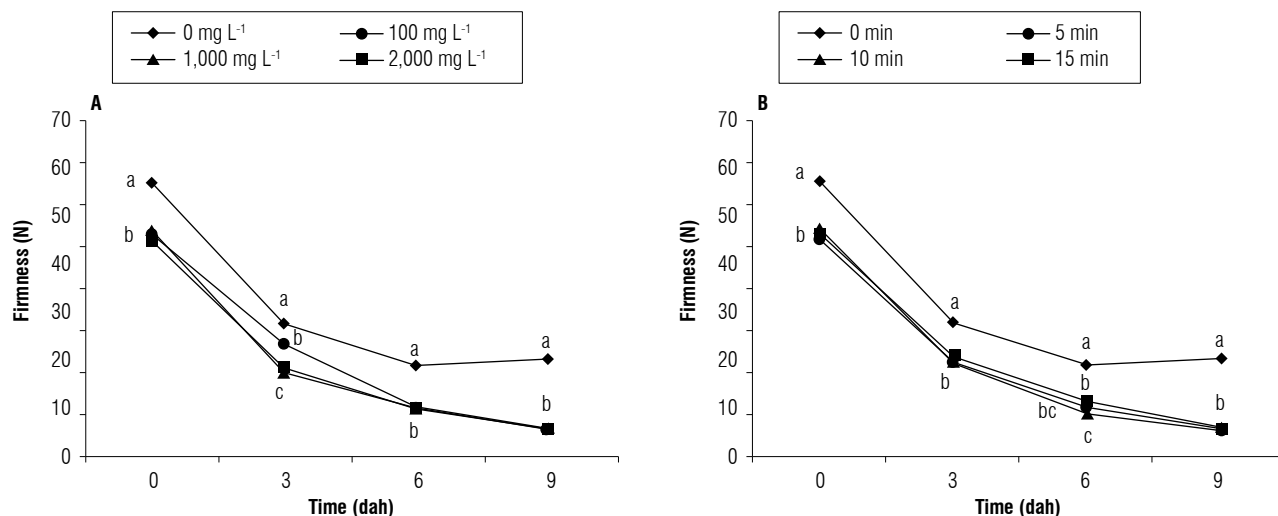 0 mg L⁻¹ 100 mg L⁻¹
1,000 mg L⁻¹ 2,000 mg L⁻¹
A
70
60
50
40
30
20
10
0
Firmness (N)
a
b
a
b
c
a
b
a
b
0 3 6 9
Time (dah)
0 min 5 min
10 min 15 min
B
70
60
50
40
30
20
10
0
Firmness (N)
a
b
a
b
a
b
bc
c
a
b
0 3 6 9
Time (dah)